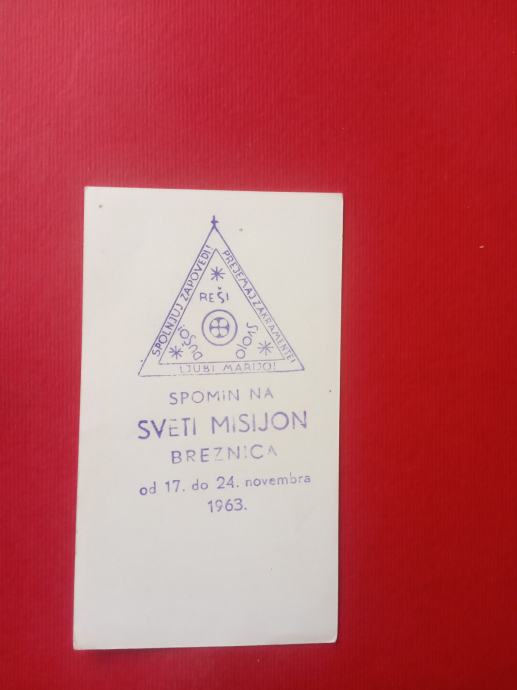 SPOLNJUJ ZAPOVEDI!
PREJEMAJ ZAKRAMENTE!
LJUBI MARIJO!
REŠI
SVOJO
DUŠO!
SPOMIN NA
SVETI MISIJON
BREZNICA
od 17. do 24. novembra
1963.